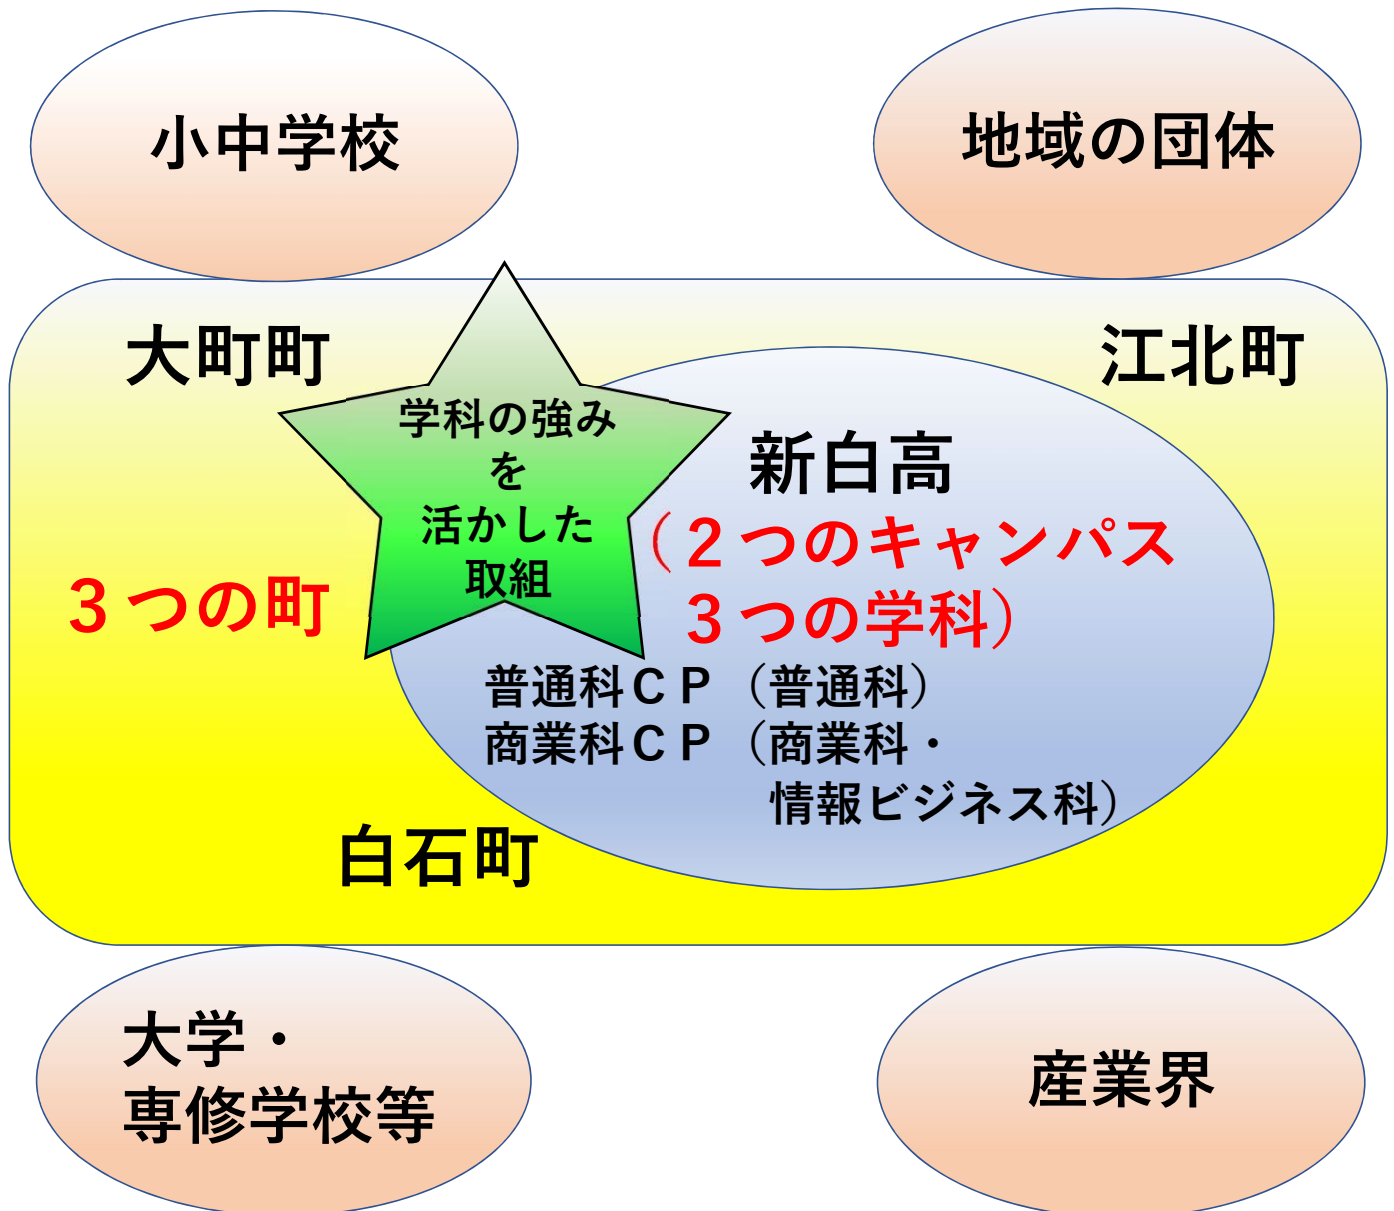 小中学校
地域の団体
大町町
江北町
学科の強み
を
活かした
取組
新白高
（２つのキャンパス
３つの学科）
３つの町
普通科ＣＰ（普通科）
商業科ＣＰ（商業科・
情報ビジネス科）
白石町
大学・
専修学校等
産業界